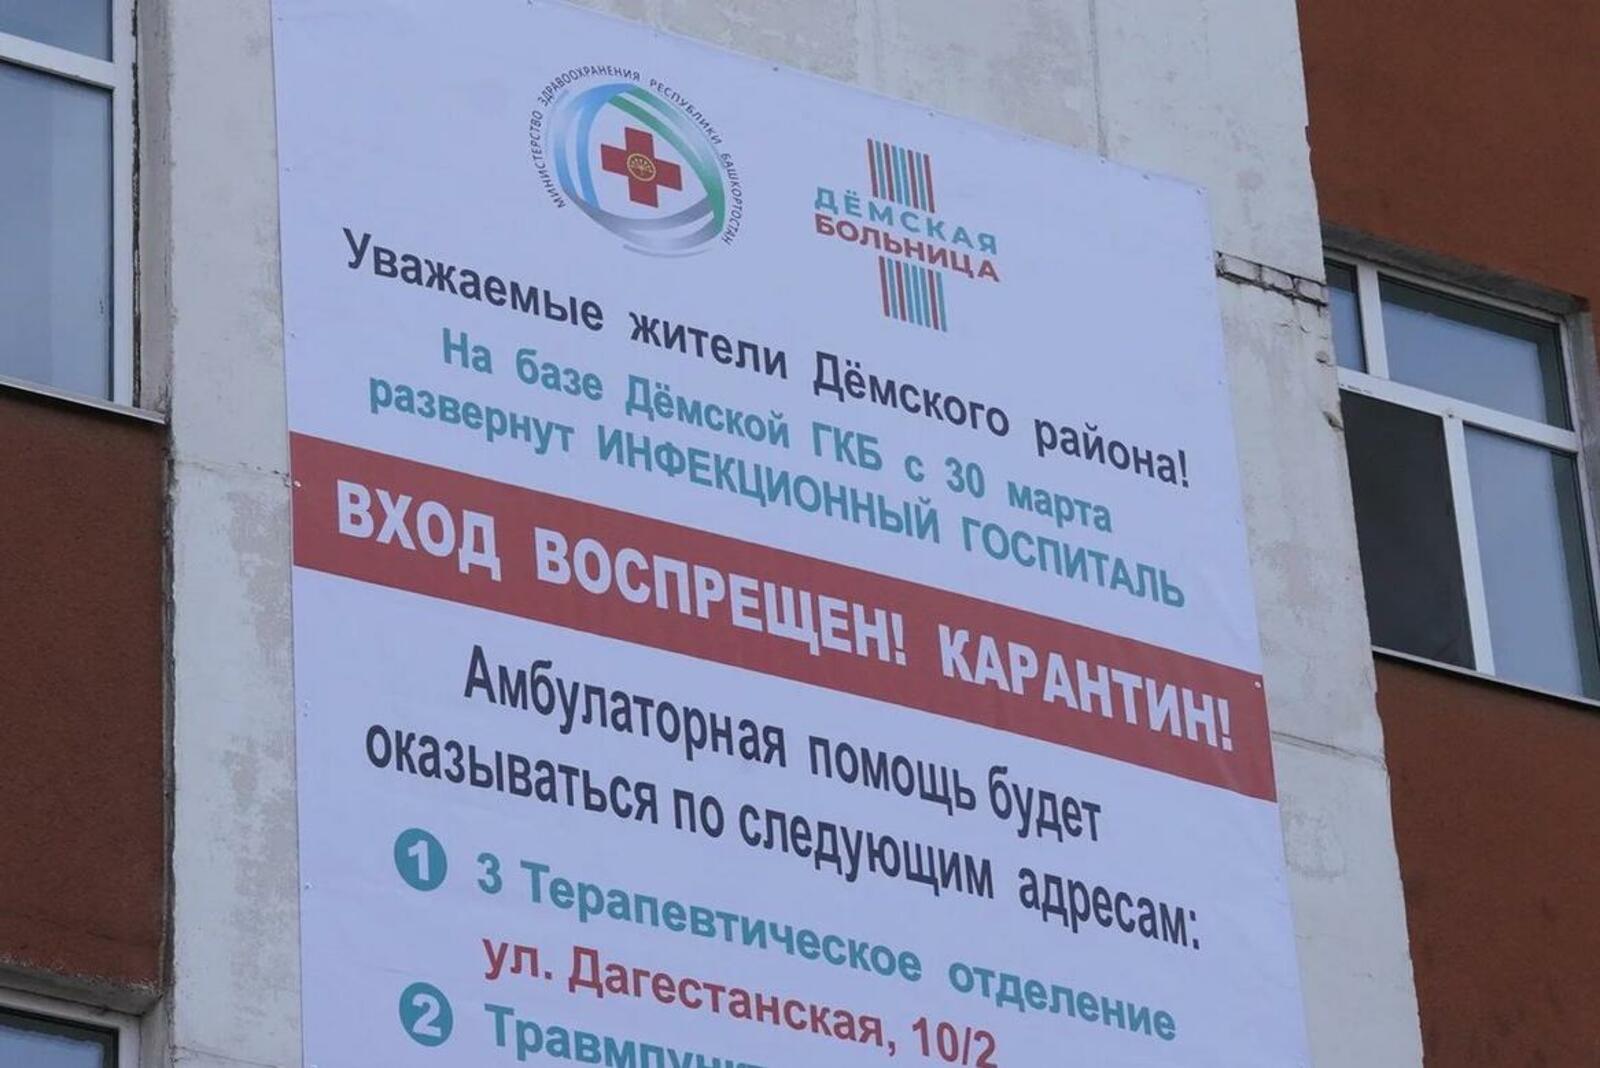 МИНИСТЕРСТВО ЗДРАВООХРАНЕНИЯ РЕСПУБЛИКИ БАШКОРТОСТАН
ДЁМСКАЯ
БОЛЬНИЦА
Уважаемые жители Дёмского района!
На базе Дёмской ГКБ с 30 марта
развернут ИНФЕКЦИОННЫЙ ГОСПИТАЛЬ
ВХОД ВОСПРЕЩЕН! КАРАНТИН!
Амбулаторная помощь будет
оказываться по следующим адресам:
1 3 Терапевтическое отделение
ул. Дагестанская, 10/2
2 Травмпункт